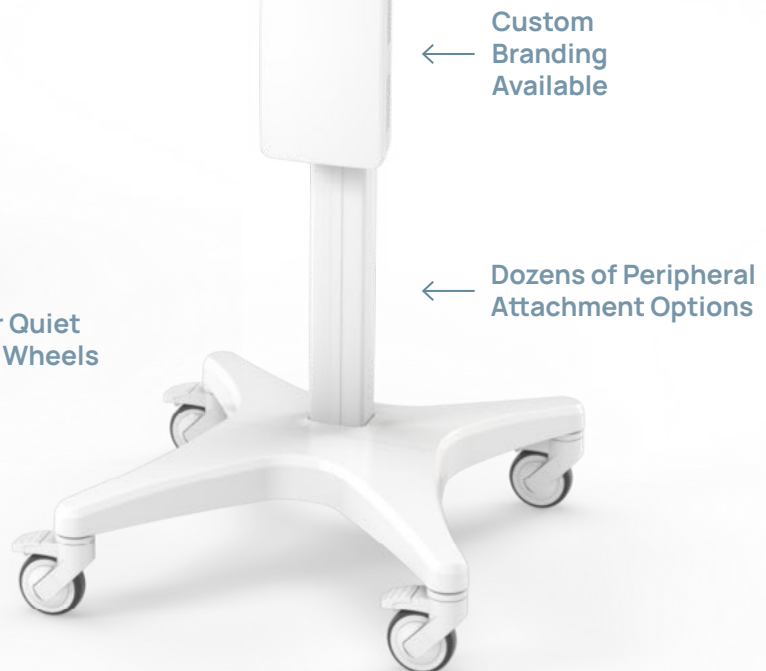 Custom
Branding
Available
Dozens of Peripheral
Attachment Options
Quiet
Wheels